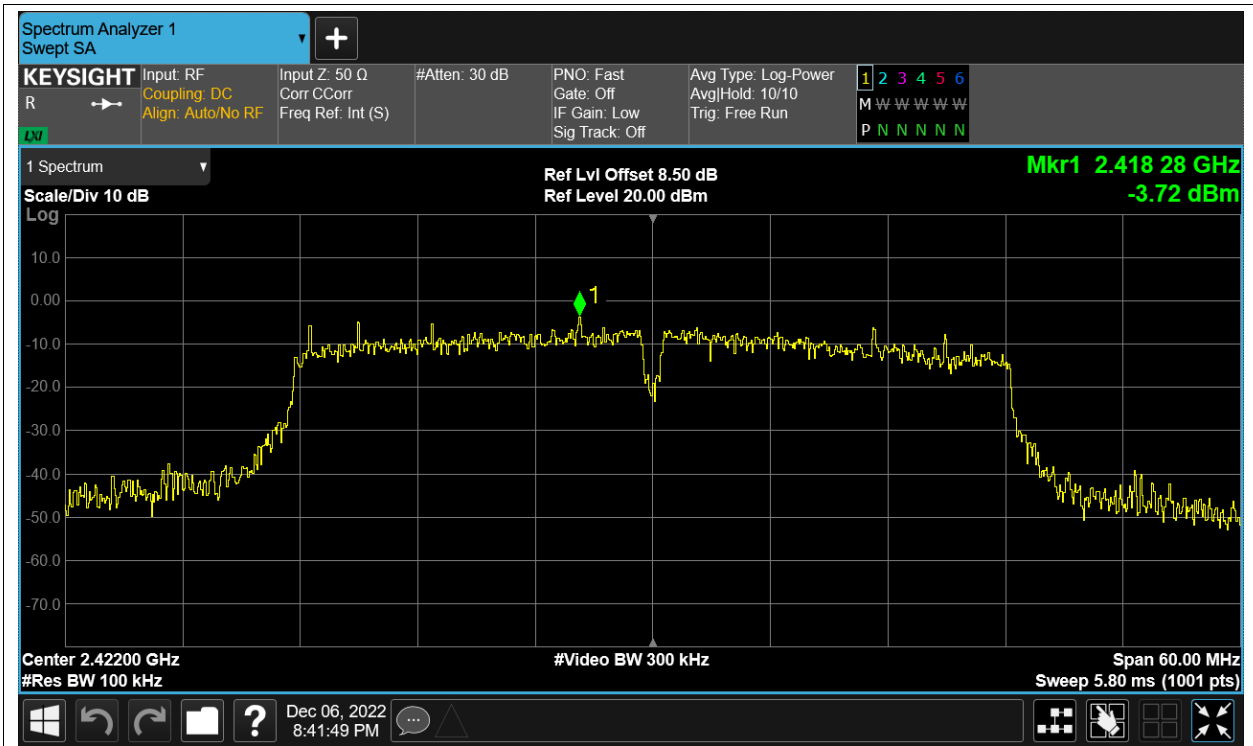 Spectrum Analyzer 1
Swept SA
KEYSIGHT
R
LXI
Input: RF
Coupling: DC
Align: Auto/No RF
Input Z: 50 Ω
Corr CCorr
Freq Ref: Int (S)
#Atten: 30 dB
PNO: Fast
Gate: Off
IF Gain: Low
Sig Track: Off
Avg Type: Log-Power
Avg|Hold: 10/10
Trig: Free Run
1 2 3 4 5 6
M W W W W W
P N N N N N
1 Spectrum
Scale/Div 10 dB
Ref Lvl Offset 8.50 dB
Ref Level 20.00 dBm
Mkr1 2.418 28 GHz
-3.72 dBm
Log
10.0
0.00
-10.0
-20.0
-30.0
-40.0
-50.0
-60.0
-70.0
1
Center 2.42200 GHz
#Res BW 100 kHz
#Video BW 300 kHz
Span 60.00 MHz
Sweep 5.80 ms (1001 pts)
?
Dec 06, 2022
8:41:49 PM